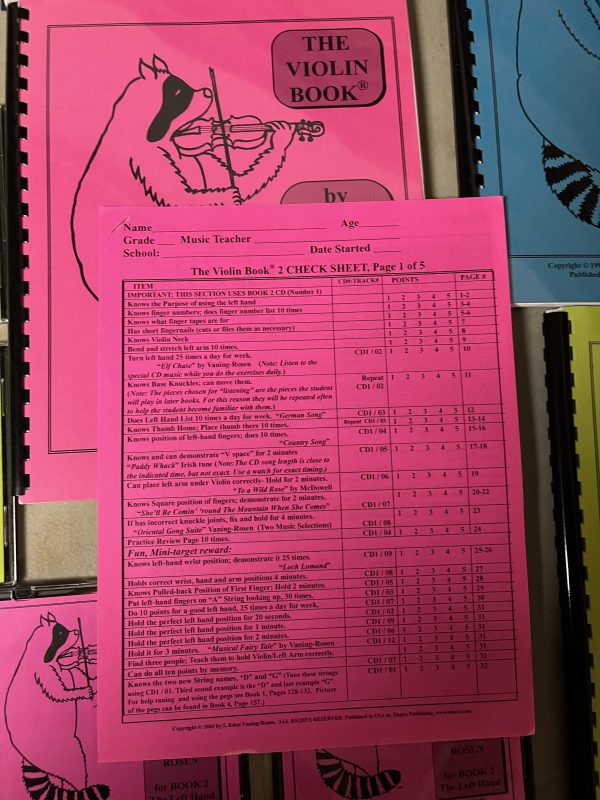 THE
VIOLIN
BOOK®
by
Copyright © 199
Published
Name Age
Grade Music Teacher
School: Date Started
The Violin Book® 2 CHECK SHEET, Page 1 of 5
ITEM CD#:TRACK# POINTS PAGE #
IMPORTANT: THIS SECTION USES BOOK 2 CD (Number 1)
Knows the Purpose of using the left hand 1 2 3 4 5 1-2
Knows finger numbers; does finger number list 10 times 1 2 3 4 5 3-4
Knows what finger tapes are for 1 2 3 4 5 5-6
Has short fingernails (cuts or files them as necessary) 1 2 3 4 5 7
Knows Violin Neck 1 2 3 4 5 8
Bend and stretch left arm 10 times. 1 2 3 4 5 9
Turn left hand 25 times a day for week. CD1 / 02 1 2 3 4 5 10
"Elf Chase" by Vaning-Rosen (Note: Listen to the
special CD music while you do the exercises daily.)
Knows Base Knuckles; can move them. Repeat 1 2 3 4 5 11
(Note: The pieces chosen for "listening" are the pieces the student CD1 / 02
will play in later books. For this reason they will be repeated often
to help the student become familiar with them.)
Does Left Hand List 10 times a day for week. "German Song" CD1 / 03 1 2 3 4 5 12
Knows Thumb Home; Place thumb there 10 times. Repeat CD1 / 03 1 2 3 4 5 13-14
Knows position of left-hand fingers; does 10 times. CD1 / 04 1 2 3 4 5 15-16
"Country Song"
Knows and can demonstrate "V space" for 2 minutes CD1 / 05 1 2 3 4 5 17-18
"Paddy Whack" Irish tune (Note:The CD song length is close to
the indicated time, but not exact. Use a watch for exact timing.)
Can place left arm under Violin correctly- Hold for 2 minutes. CD1 / 06 1 2 3 4 5 19
"To a Wild Rose" by McDowell
Knows Square position of fingers; demonstrate for 2 minutes. 1 2 3 4 5 20-22
"She'll Be Comin' 'round The Mountain When She Comes" CD1 / 07
If has incorrect knuckle joints, fix and hold for 4 minutes. 1 2 3 4 5 23
"Oriental Gong Suite" Vaning-Rosen (Two Music Selections) CD1 / 08
Practice Review Page 10 times. CD1 / 04 1 2 3 4 5 24
Fun, Mini-target reward:
Knows left-hand wrist position; demonstrate it 25 times. CD1 / 09 1 2 3 4 5 25-26
"Loch Lomand"
Holds correct wrist, hand and arm positions 4 minutes. CD1 / 08 1 2 3 4 5 27
Knows Pulled-back Position of First Finger; Hold 2 minutes. CD1 / 05 1 2 3 4 5 28
Put left-hand fingers on "A" String looking up, 30 times. CD1 / 03 1 2 3 4 5 29
Do 10 points for a good left hand, 25 times a day for week. CD1 / 07 1 2 3 4 5 30
Hold the perfect left hand position for 20 seconds. CD1 / 02 1 2 3 4 5 31
Hold the perfect left hand position for 1 minute. CD1 / 09 1 2 3 4 5 31
Hold the perfect left hand position for 2 minutes. CD1 / 06 1 2 3 4 5 31
Hold it for 3 minutes. "Musical Fairy Tale" by Vaning-Rosen CD1 / 12 1 2 3 4 5 31
Find three people; Teach them to hold Violin/Left Arm correctly. 1 2 3 4 5 31
Can do all ten points by memory. CD1 / 07 1 2 3 4 5 31
Knows the two new String names, "D" and "G" (Tune these strings CD1 / 01 1 2 3 4 5 32
using CD1 / 01. Third sound example is the "D" and last example "G".
For help tuning and using the pegs see Book 1, Pages 128-132. Picture
of the pegs can be found in Book 4, Page 157.)
Copyright © 2004 by S. Eden Vaning-Rosen. ALL RIGHTS RESERVED. Published in USA by Ebaru Publishing, www.ebaru.com
ROSEN
for BOOK 2
The Left Hand
ROSEN
for BOOK 2
The Left Hand